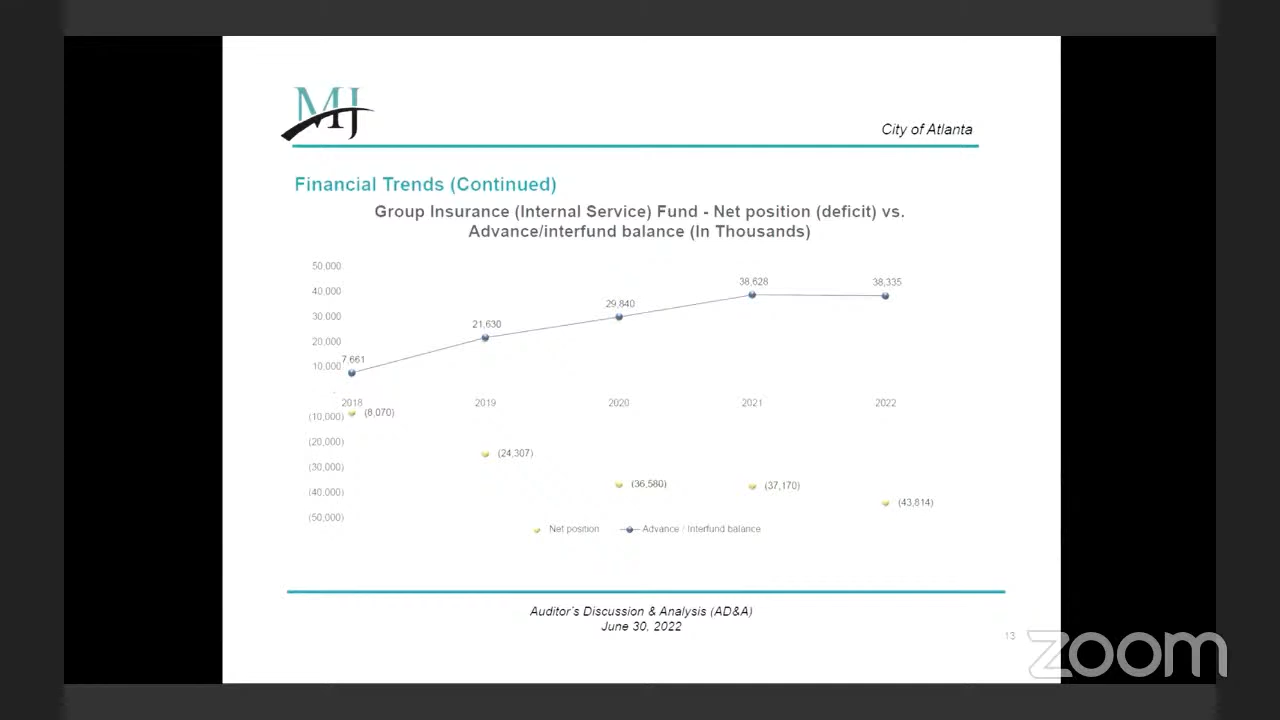 MJ
City of Atlanta
Financial Trends (Continued)
Group Insurance (Internal Service) Fund - Net position (deficit) vs.
Advance/interfund balance (In Thousands)
50,000
40,000
30,000
20,000
10,000
-
(10,000)
(20,000)
(30,000)
(40,000)
(50,000)
7,661
21,630
29,840
38,628
38,335
2018
2019
2020
2021
2022
(8,070)
(24,307)
(36,580)
(37,170)
(43,814)
Net position
Advance / Interfund balance
Auditor's Discussion & Analysis (AD&A)
June 30, 2022
13
zoom